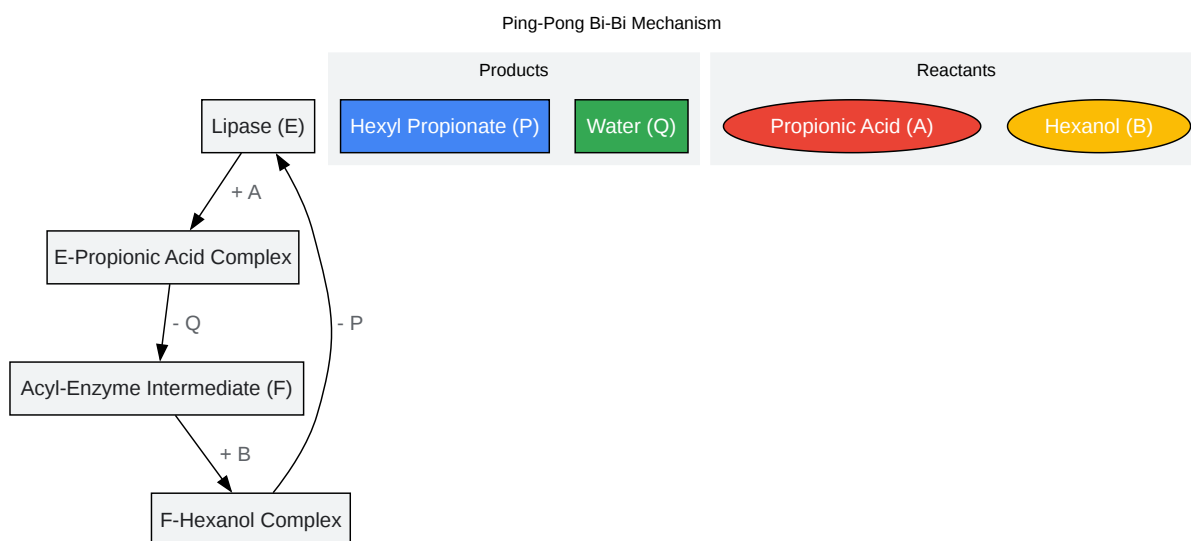 Ping-Pong Bi-Bi Mechanism
Products
Reactants
Lipase (E)
Hexyl Propionate (P)
Water (Q)
Propionic Acid (A)
Hexanol (B)
+ A
E-Propionic Acid Complex
- Q
- P
Acyl-Enzyme Intermediate (F)
+ B
F-Hexanol Complex